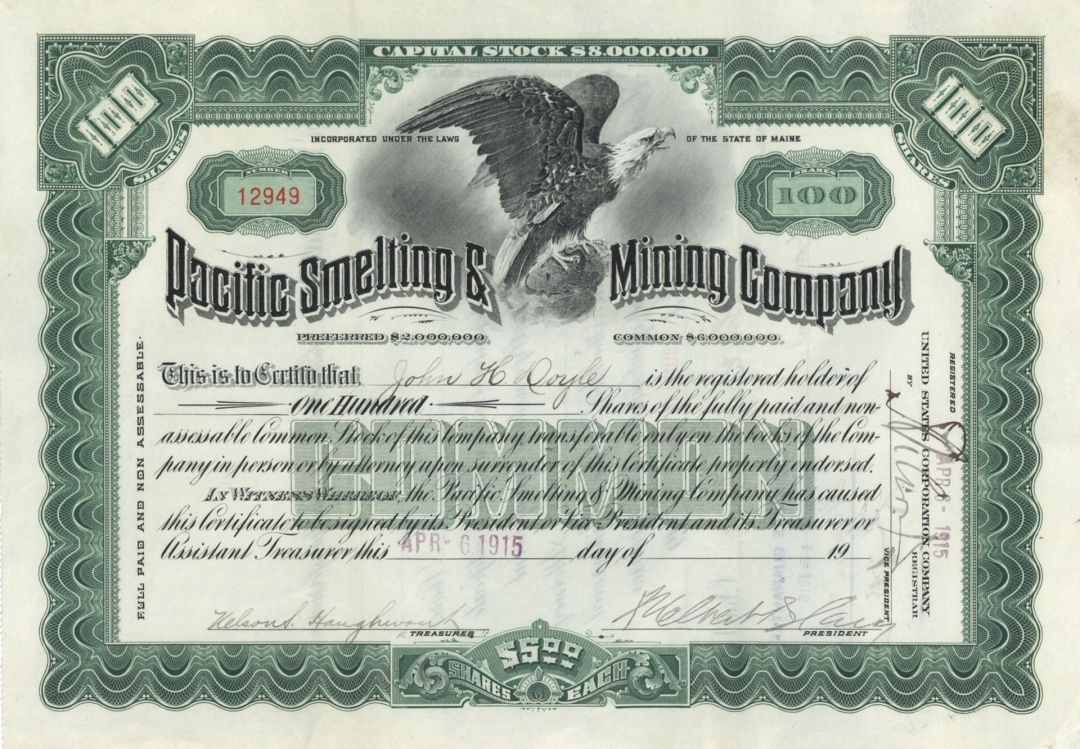 CAPITAL STOCK $8,000,000
100
SHARES
100
SHARES
INCORPORATED UNDER THE LAWS OF THE STATE OF MAINE
NUMBER
12949
SHARES
100
Pacific Smelting & Mining Company
PREFERRED $2,000,000. COMMON $6,000,000.
This is to Certify that John H Doyle is the registered holder of
One Hundred Shares of the fully paid and non-
assessable Common Stock of this Company transferable only on the books of the Com-
pany in person or by attorney upon surrender of this Certificate properly endorsed.
In Witness Whereof, the Pacific Smelting & Mining Company has caused
this Certificate to be signed by its President or Vice President and its Treasurer or
Assistant Treasurer this APR - 6 1915 day of 19
COMMON
FULL PAID AND NON ASSESSABLE.
REGISTERED
APR 6 - 1915
UNITED STATES CORPORATION COMPANY
REGISTRAR
BY
VICE PRESIDENT
Nelson S. Haughwout
TREASURER
PRESIDENT
$5.00
SHARES EACH